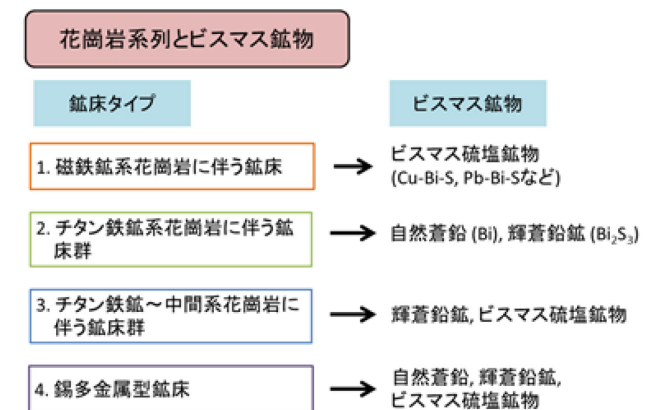 花崗岩系列とビスマス鉱物
鉱床タイプ
ビスマス鉱物
1. 磁鉄鉱系花崗岩に伴う鉱床
ビスマス硫塩鉱物
(Cu-Bi-S, Pb-Bi-Sなど)
2. チタン鉄鉱系花崗岩に伴う鉱
床群
自然蒼鉛 (Bi), 輝蒼鉛鉱 (Bi₂S₃)
3. チタン鉄鉱～中間系花崗岩に
伴う鉱床群
輝蒼鉛鉱, ビスマス硫塩鉱物
4. 錫多金属型鉱床
自然蒼鉛, 輝蒼鉛鉱,
ビスマス硫塩鉱物